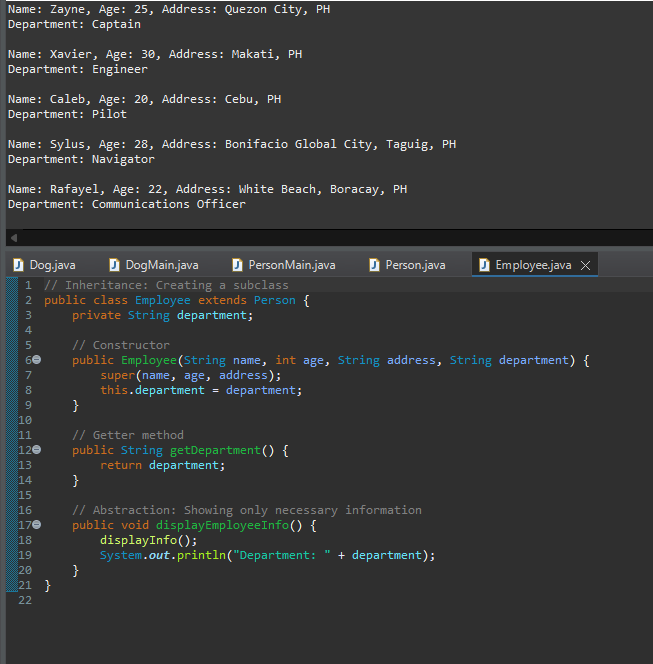 Name: Zayne, Age: 25, Address: Quezon City, PH
Department: Captain
Name: Xavier, Age: 30, Address: Makati, PH
Department: Engineer
Name: Caleb, Age: 20, Address: Cebu, PH
Department: Pilot
Name: Sylus, Age: 28, Address: Bonifacio Global City, Taguig, PH
Department: Navigator
Name: Rafayel, Age: 22, Address: White Beach, Boracay, PH
Department: Communications Officer
Dog.java DogMain.java PersonMain.java Person.java Employee.java
1 // Inheritance: Creating a subclass
2 public class Employee extends Person {
3     private String department;
4
5     // Constructor
6     public Employee(String name, int age, String address, String department) {
7         super(name, age, address);
8         this.department = department;
9     }
10
11     // Getter method
12     public String getDepartment() {
13         return department;
14     }
15
16     // Abstraction: Showing only necessary information
17     public void displayEmployeeInfo() {
18         displayInfo();
19         System.out.println("Department: " + department);
20     }
21 }
22